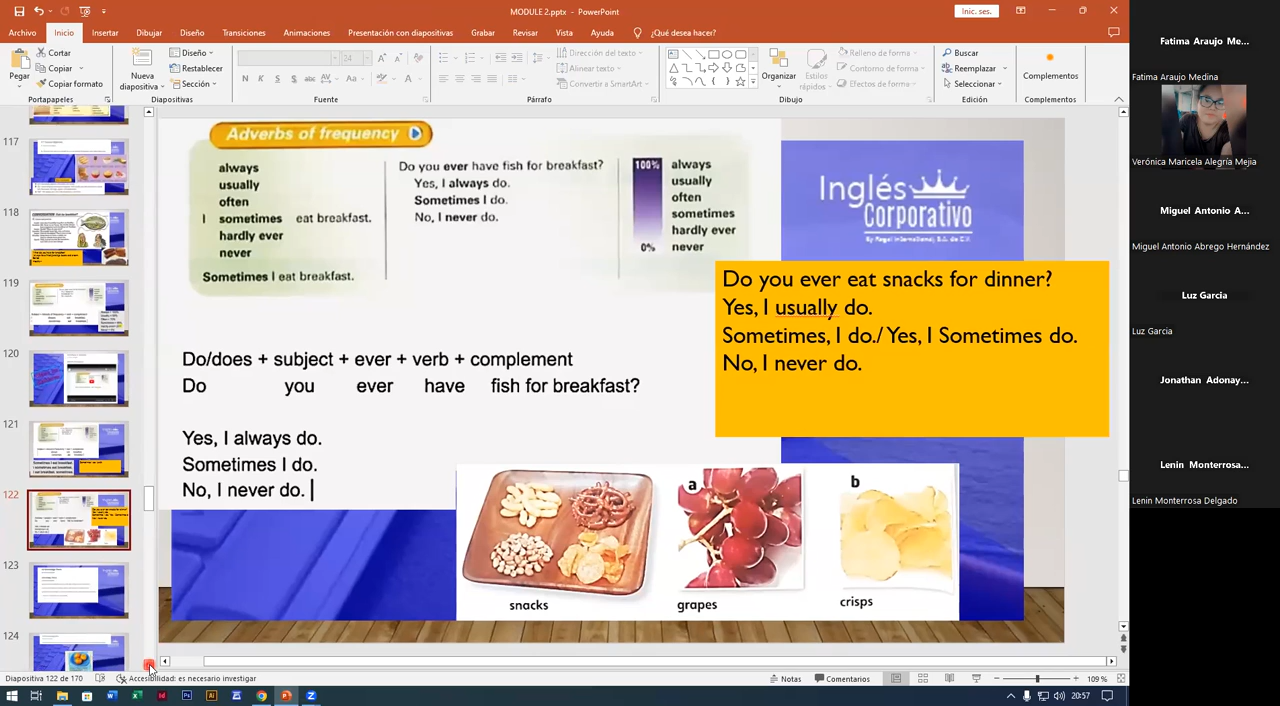 MODULE 2.pptx - PowerPoint
Inic. ses.
Archivo Inicio Insertar Dibujar Diseño Transiciones Animaciones Presentación con diapositivas Grabar Revisar Vista Ayuda ¿Qué desea hacer?
Pegar
Cortar
Copiar
Copiar formato
Portapapeles
Nueva diapositiva
Diseño
Restablecer
Sección
Diapositivas
24
N K S S ab AV Aa A
Fuente
Párrafo
Dirección del texto
Alinear texto
Convertir a SmartArt
Organizar
Estilos rápidos
Relleno de forma
Contorno de forma
Efectos de forma
Dibujo
Buscar
Reemplazar
Seleccionar
Edición
Complementos
Complementos
117
118
119
120
121
122
123
124
Adverbs of frequency
always
usually
often
I sometimes eat breakfast.
hardly ever
never
Sometimes I eat breakfast.
Do you ever have fish for breakfast?
Yes, I always do.
Sometimes I do.
No, I never do.
100% always
usually
often
sometimes
hardly ever
0% never
Inglés
Corporativo
By Regal International, S.A. de C.V.
Do you ever eat snacks for dinner?
Yes, I usually do.
Sometimes, I do./ Yes, I Sometimes do.
No, I never do.
Do/does + subject + ever + verb + complement
Do you ever have fish for breakfast?
Yes, I always do.
Sometimes I do.
No, I never do.
a
b
snacks
grapes
crisps
Diapositiva 122 de 170
Accesibilidad: es necesario investigar
Notas
Comentarios
109 %
20:57
Fatima Araujo Me...
Fatima Araujo Medina
Verónica Maricela Alegría Mejia
Miguel Antonio A...
Miguel Antonio Abrego Hernández
Luz Garcia
Luz Garcia
Jonathan Adonay...
Lenin Monterrosa...
Lenin Monterrosa Delgado